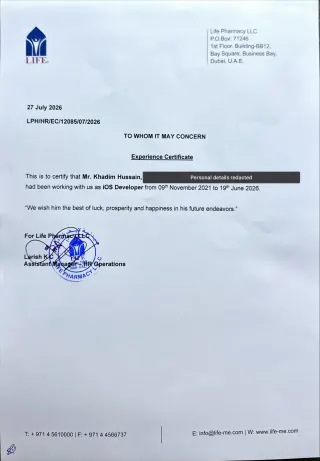 LIFE
Life Pharmacy LLC
P.O.Box: 71246
1st Floor, Building-BB12,
Bay Square, Business Bay,
Dubai, U.A.E.
27 July 2026
LPH/HR/EC/12085/07/2026
TO WHOM IT MAY CONCERN
Experience Certificate
This is to certify that Mr. Khadim Hussain, Personal details redacted
had been working with us as iOS Developer from 09th November 2021 to 19th June 2026.
"We wish him the best of luck, prosperity and happiness in his future endeavors."
For Life Pharmacy LLC
Larish K C
Assistant Manager - HR Operations
LIFE PHARMACY L.L.C
T: + 971 4 5610000 | F: + 971 4 4566737
E: info@life-me.com | W: www.life-me.com